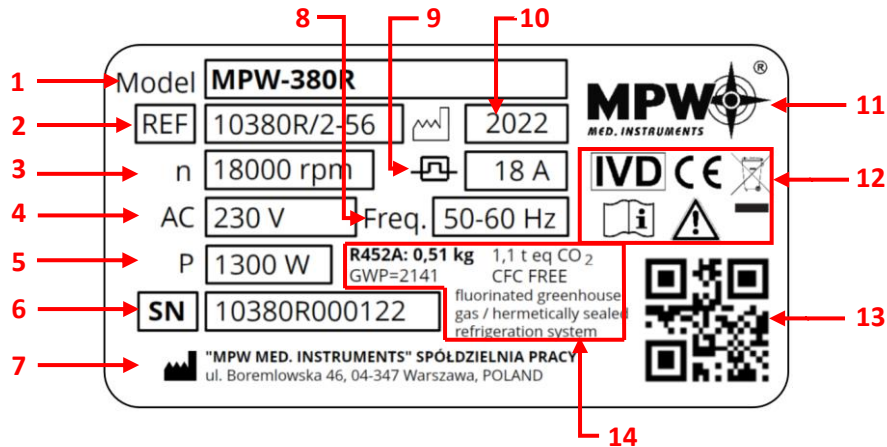 8 9 10
1 Model MPW-380R MPW ® 11
MED. INSTRUMENTS
2 REF 10380R/2-56 2022
3 n 18000 rpm 18 A IVD CE 12
4 AC 230 V Freq. 50-60 Hz i
5 P 1300 W R452A: 0,51 kg 1,1 t eq CO2
GWP=2141 CFC FREE
fluorinated greenhouse
gas / hermetically sealed
refrigeration system
6 SN 10380R000122 13
7 "MPW MED. INSTRUMENTS" SPÓŁDZIELNIA PRACY
ul. Boremlowska 46, 04-347 Warszawa, POLAND
14